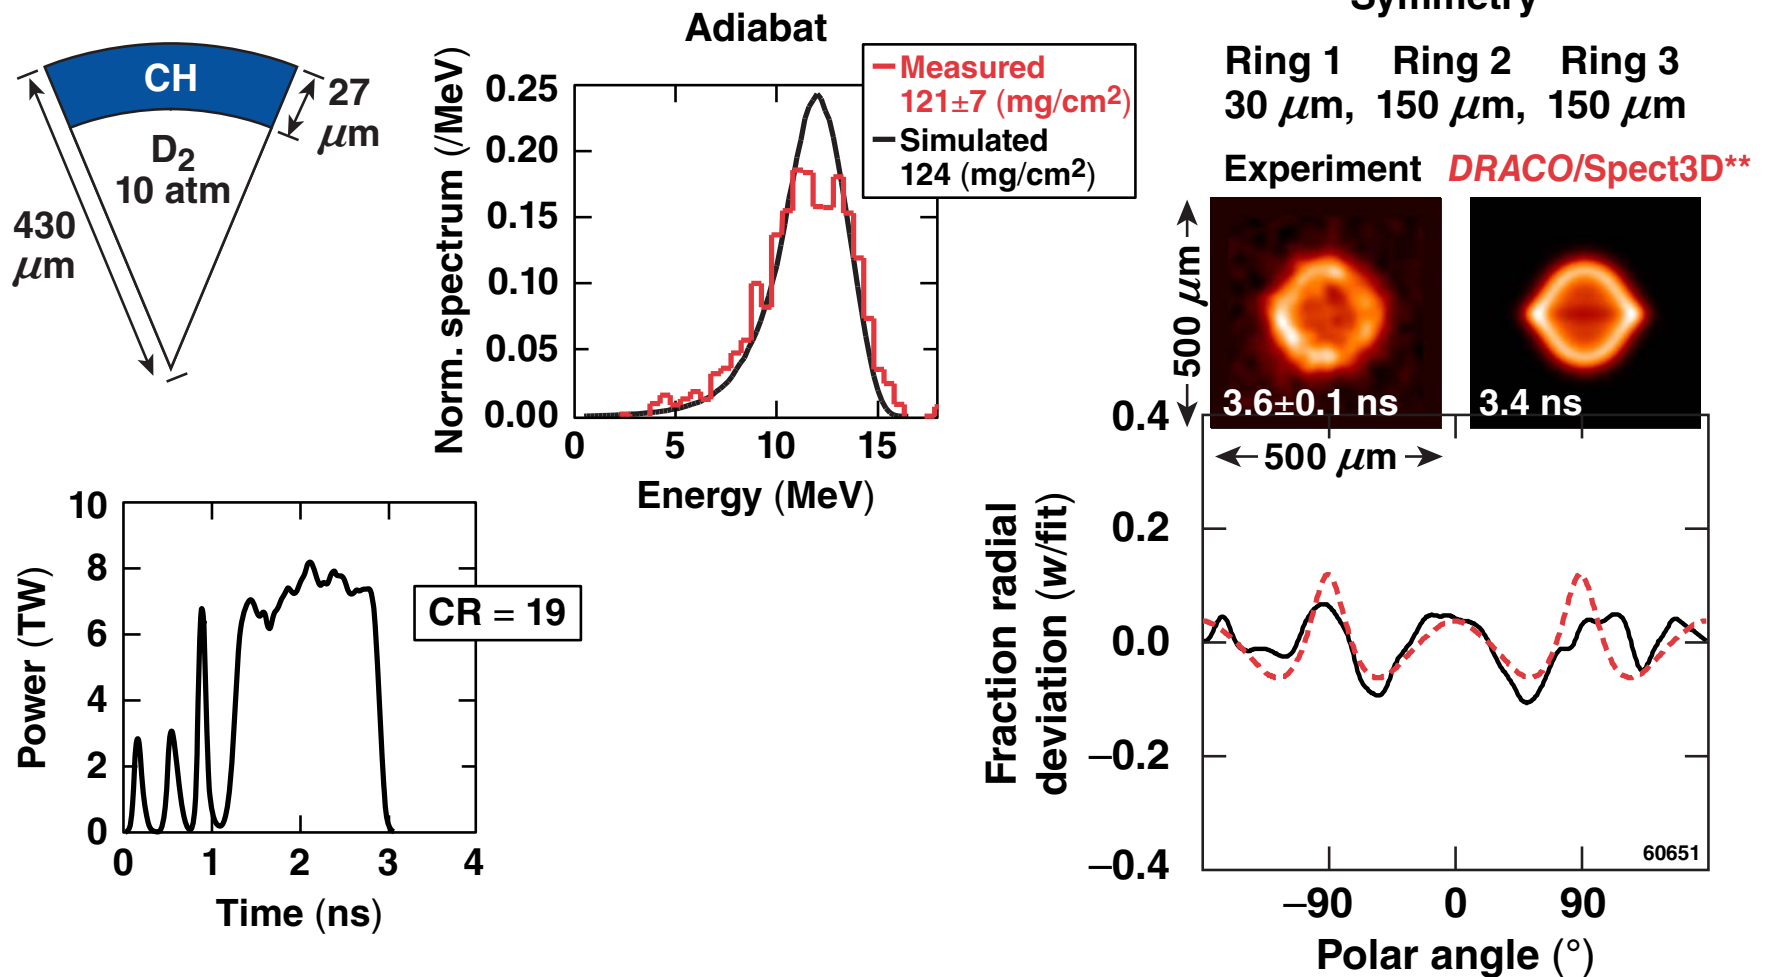 CH
27
μm
D2
10 atm
430
μm
Adiabat
Norm. spectrum (/MeV)
0.25
0.20
0.15
0.10
0.05
0.00
0 5 10 15
Energy (MeV)
Measured
121±7 (mg/cm2)
Simulated
124 (mg/cm2)
Power (TW)
10
8
6
4
2
0
0 1 2 3 4
Time (ns)
CR = 19
Symmetry
Ring 1 Ring 2 Ring 3
30 μm, 150 μm, 150 μm
Experiment DRACO/Spect3D**
500 μm
3.6±0.1 ns 3.4 ns
500 μm
Fraction radial
deviation (w/fit)
0.4
0.2
0.0
–0.2
–0.4
60651
–90 0 90
Polar angle (°)